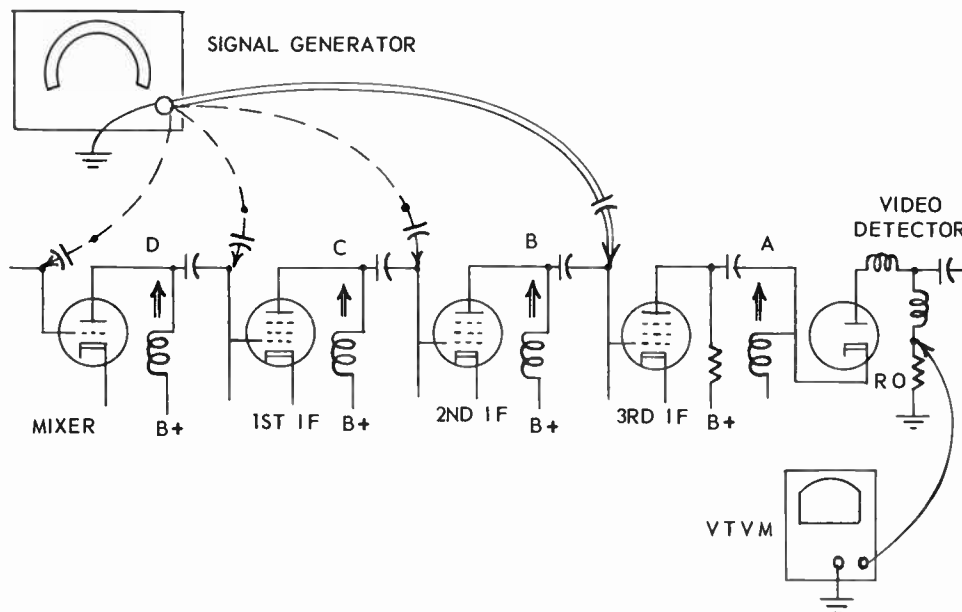 SIGNAL GENERATOR
VIDEO
DETECTOR
D
C
B
A
RO
MIXER
B+
1ST IF
B+
2ND IF
B+
3RD IF
B+
VTVM